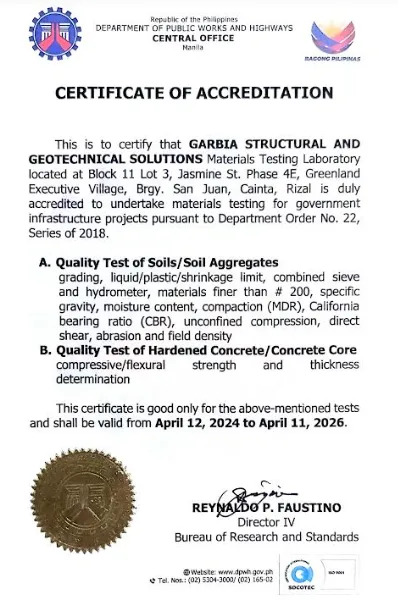 Republic of the Philippines
DEPARTMENT OF PUBLIC WORKS AND HIGHWAYS
CENTRAL OFFICE
Manila
BAGONG PILIPINAS
CERTIFICATE OF ACCREDITATION
This is to certify that GARBIA STRUCTURAL AND
GEOTECHNICAL SOLUTIONS Materials Testing Laboratory
located at Block 11 Lot 3, Jasmine St. Phase 4E, Greenland
Executive Village, Brgy. San Juan, Cainta, Rizal is duly
accredited to undertake materials testing for government
infrastructure projects pursuant to Department Order No. 22,
Series of 2018.
A. Quality Test of Soils/Soil Aggregates
grading, liquid/plastic/shrinkage limit, combined sieve
and hydrometer, materials finer than # 200, specific
gravity, moisture content, compaction (MDR), California
bearing ratio (CBR), unconfined compression, direct
shear, abrasion and field density
B. Quality Test of Hardened Concrete/Concrete Core
compressive/flexural strength and thickness
determination
This certificate is good only for the above-mentioned tests
and shall be valid from April 12, 2024 to April 11, 2026.
REYNALDO P. FAUSTINO
Director IV
Bureau of Research and Standards
Website: www.dpwh.gov.ph
Tel. Nos.: (02) 5304-3000/ (02) 165-02
SOCOTEC